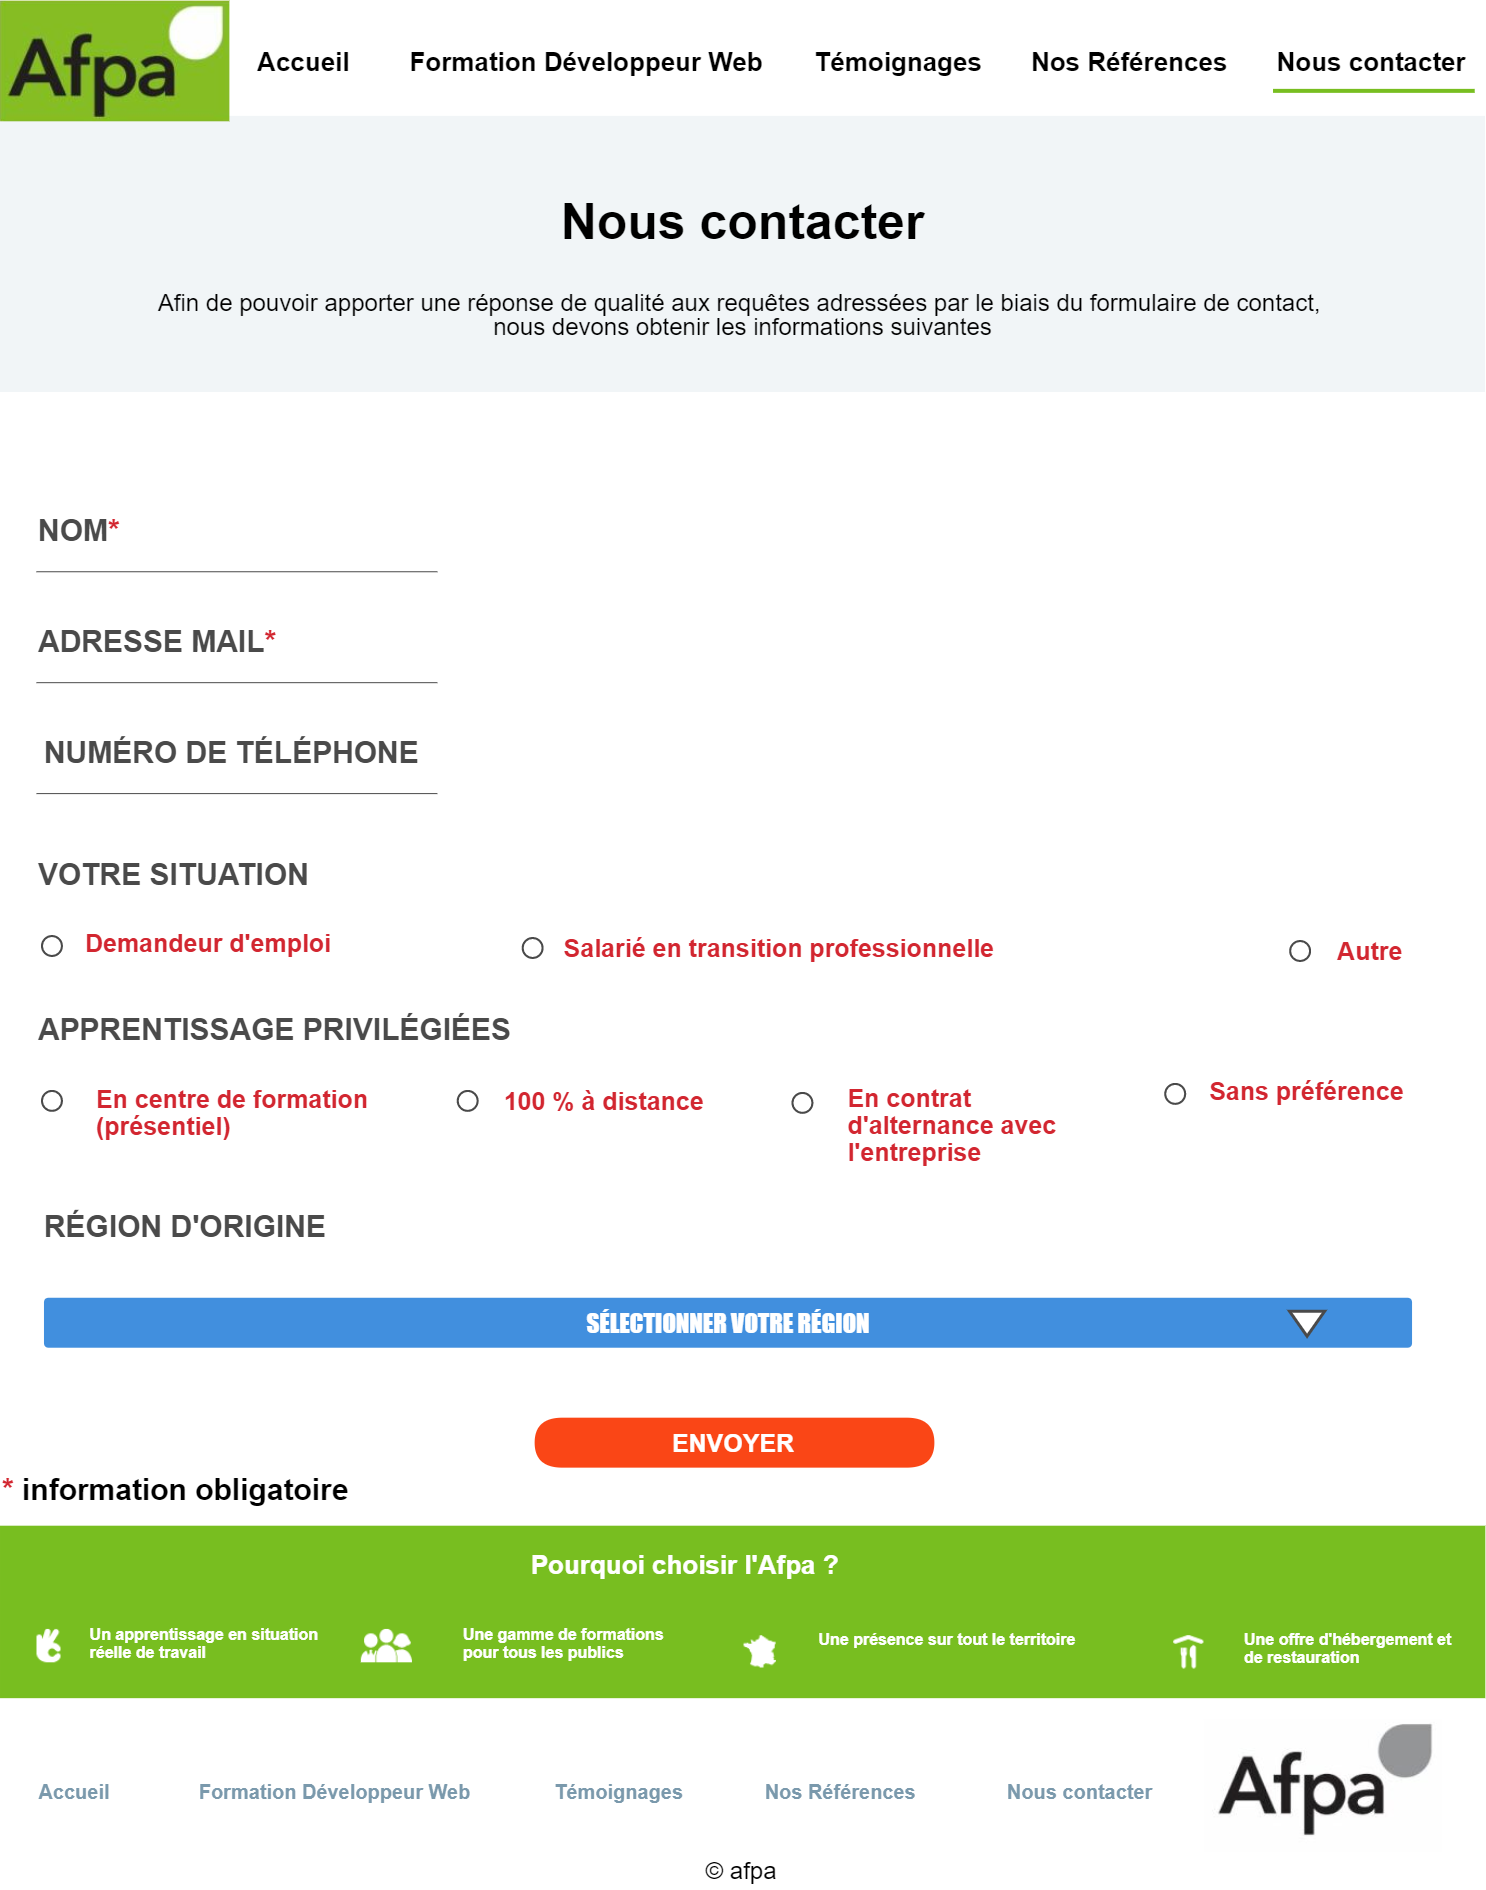 Afpa
Accueil Formation Développeur Web Témoignages Nos Références Nous contacter
Nous contacter
Afin de pouvoir apporter une réponse de qualité aux requêtes adressées par le biais du formulaire de contact,
nous devons obtenir les informations suivantes
NOM*
ADRESSE MAIL*
NUMÉRO DE TÉLÉPHONE
VOTRE SITUATION
Demandeur d'emploi
Salarié en transition professionnelle
Autre
APPRENTISSAGE PRIVILÉGIÉES
En centre de formation
(présentiel)
100 % à distance
En contrat
d'alternance avec
l'entreprise
Sans préférence
RÉGION D'ORIGINE
SÉLECTIONNER VOTRE RÉGION
ENVOYER
* information obligatoire
Pourquoi choisir l'Afpa ?
Un apprentissage en situation
réelle de travail
Une gamme de formations
pour tous les publics
Une présence sur tout le territoire
Une offre d'hébergement et
de restauration
Accueil Formation Développeur Web Témoignages Nos Références Nous contacter
Afpa
© afpa